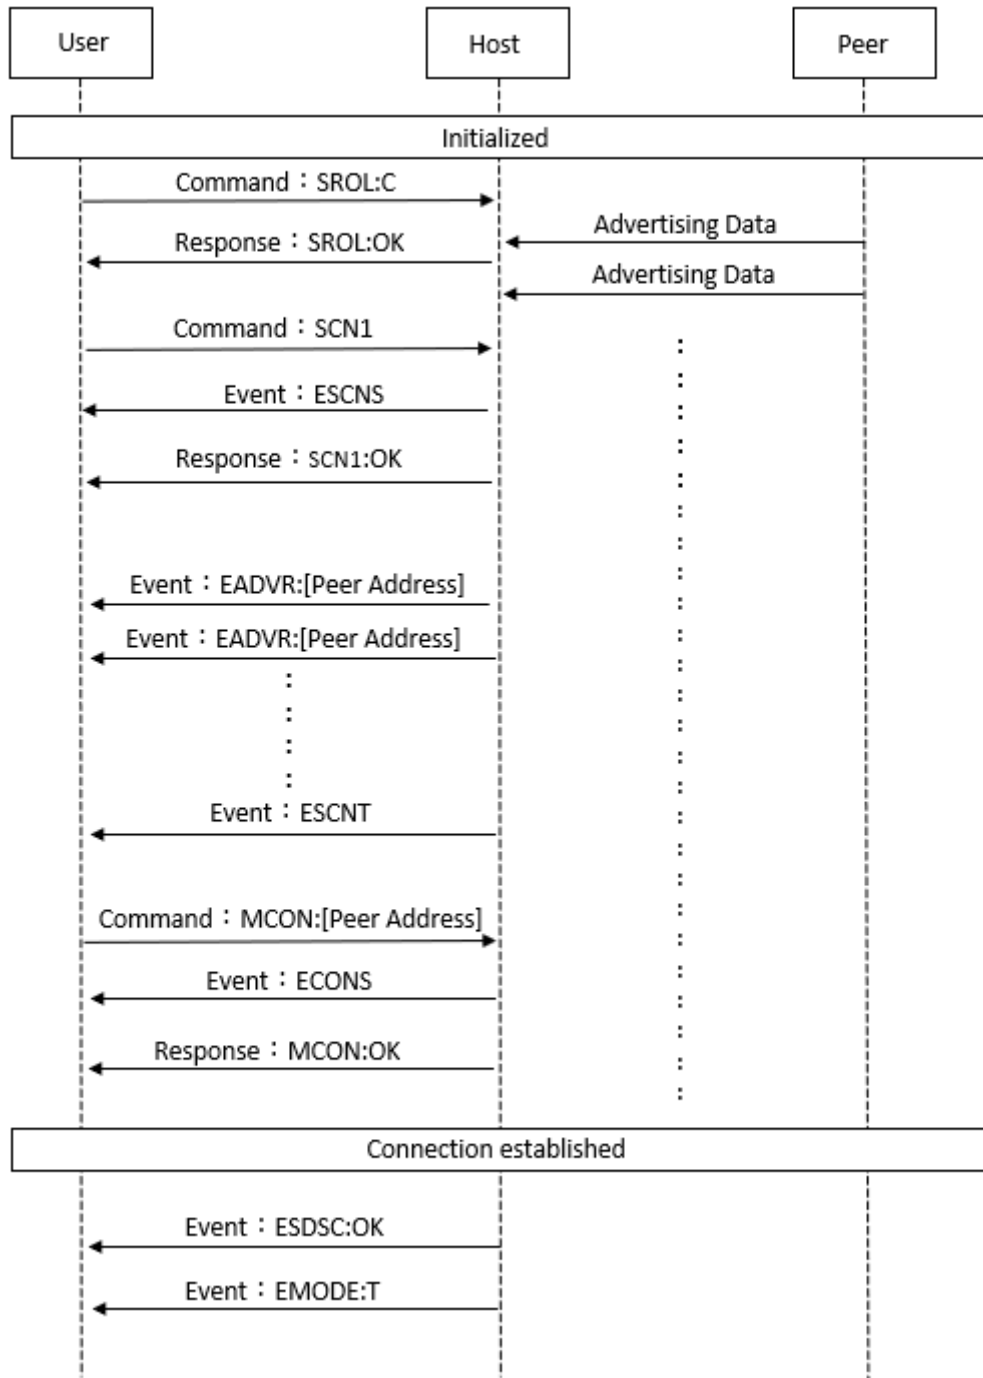 User
Host
Peer
Initialized
Command：SROL:C
Advertising Data
Response：SROL:OK
Advertising Data
Command：SCN1
Event：ESCNS
Response：SCN1:OK
Event：EADVR:[Peer Address]
Event：EADVR:[Peer Address]
Event：ESCNT
Command：MCON:[Peer Address]
Event：ECONS
Response：MCON:OK
Connection established
Event：ESDSC:OK
Event：EMODE:T